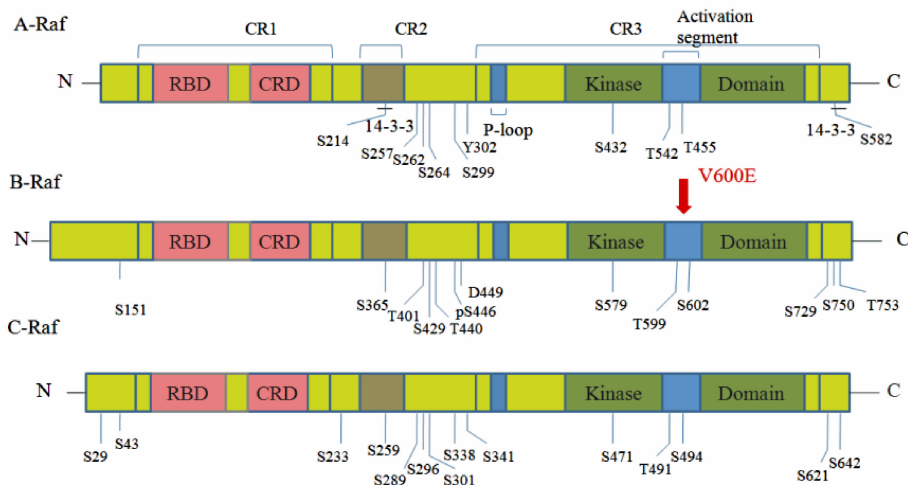 A-Raf
CR1 CR2 CR3 Activation segment
N RBD CRD Kinase Domain C
S214 14-3-3 S257 S262 S264 Y302 S299 P-loop S432 T542 T455 14-3-3 S582
V600E
B-Raf
N RBD CRD Kinase Domain C
S151 S365 T401 S429 T440 pS446 D449 S579 T599 S602 S729 S750 T753
C-Raf
N RBD CRD Kinase Domain C
S29 S43 S233 S259 S289 S296 S301 S338 S341 S471 T491 S494 S621 S642